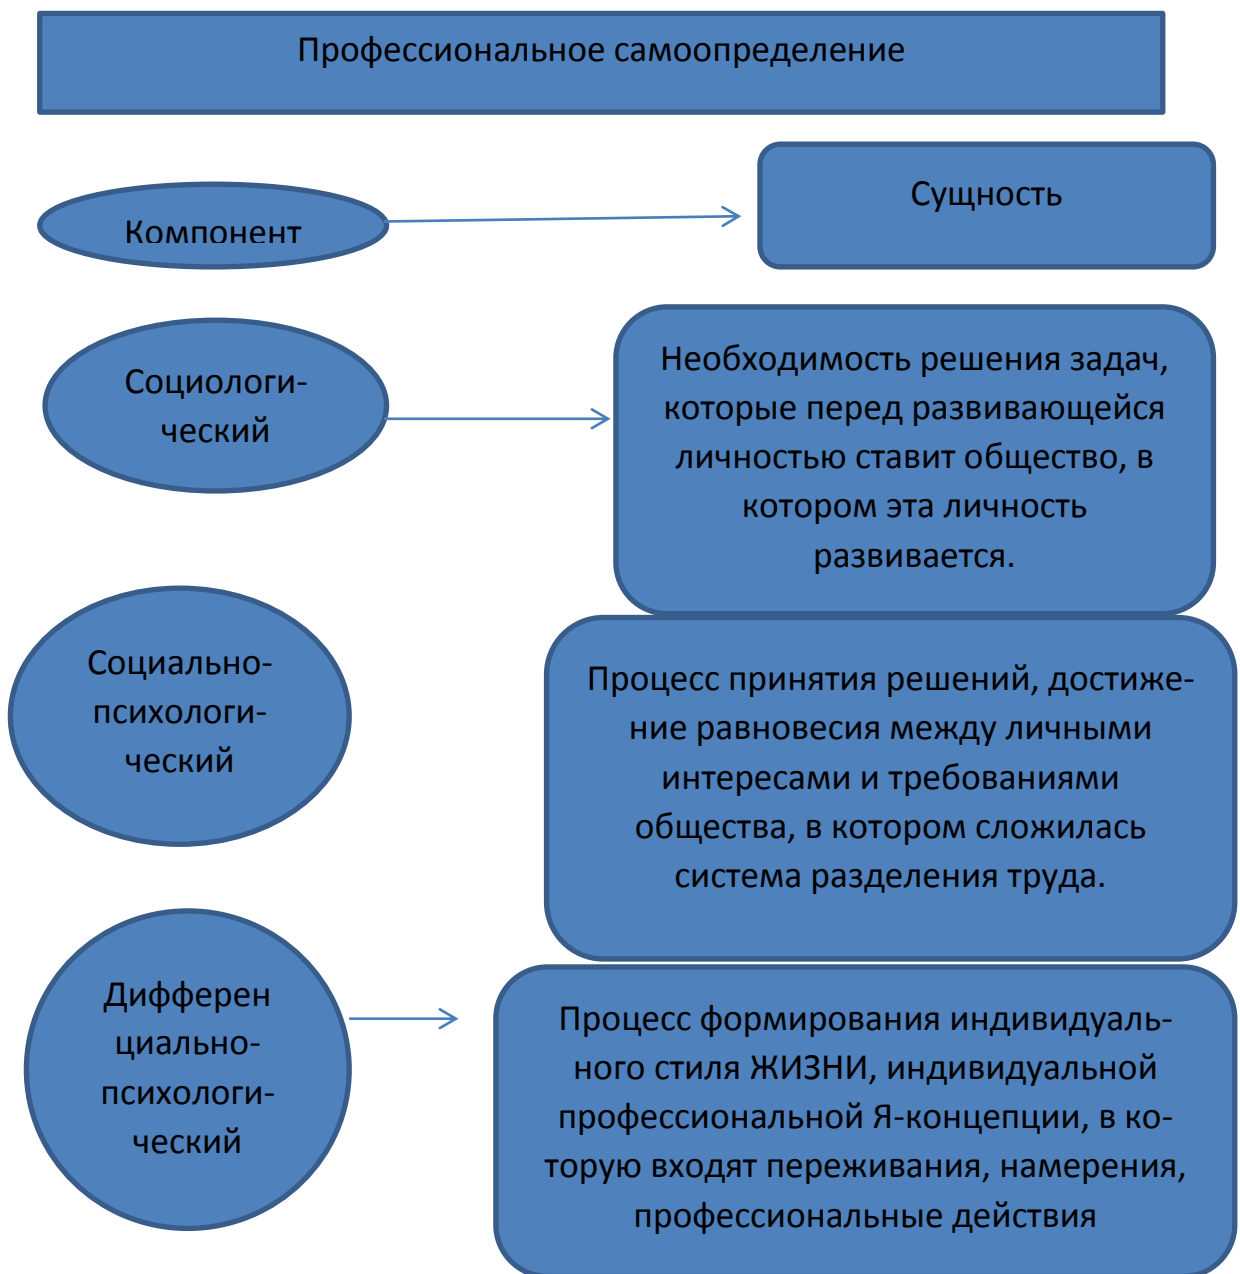 Профессиональное самоопределение
Компонент
Сущность
Социологи-
ческий
Необходимость решения задач,
которые перед развивающейся
личностью ставит общество, в
котором эта личность
развивается.
Социально-
психологи-
ческий
Процесс принятия решений, достиже-
ние равновесия между личными
интересами и требованиями
общества, в котором сложилась
система разделения труда.
Дифферен
циально-
психологи-
ческий
Процесс формирования индивидуаль-
ного стиля ЖИЗНИ, индивидуальной
профессиональной Я-концепции, в ко-
торую входят переживания, намерения,
профессиональные действия